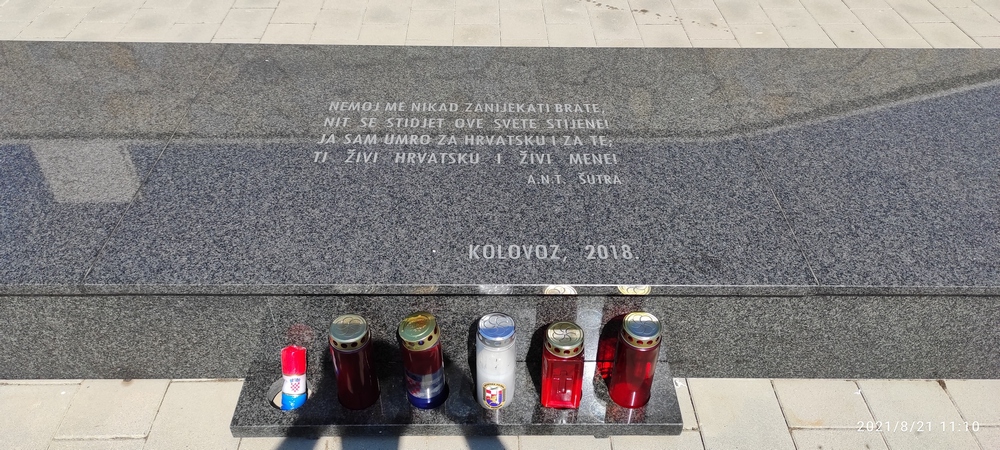 NEMOJ ME NIKAD ZANIJEKATI BRATE,
NIT SE STIDJET OVE SVETE STIJENE!
JA SAM UMRO ZA HRVATSKU I ZA TE;
TI ŽIVI HRVATSKU I ŽIVI MENE!
A.N.T. ŠUTRA
KOLOVOZ, 2018.
2021/8/21 11:10